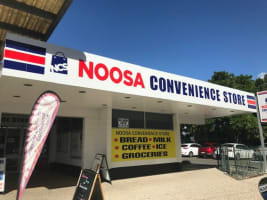 NOOSA CONVENIENCE STORE
NOOSA CONVENIENCE STORE
• BREAD • MILK
• COFFEE • ICE
GROCERIES